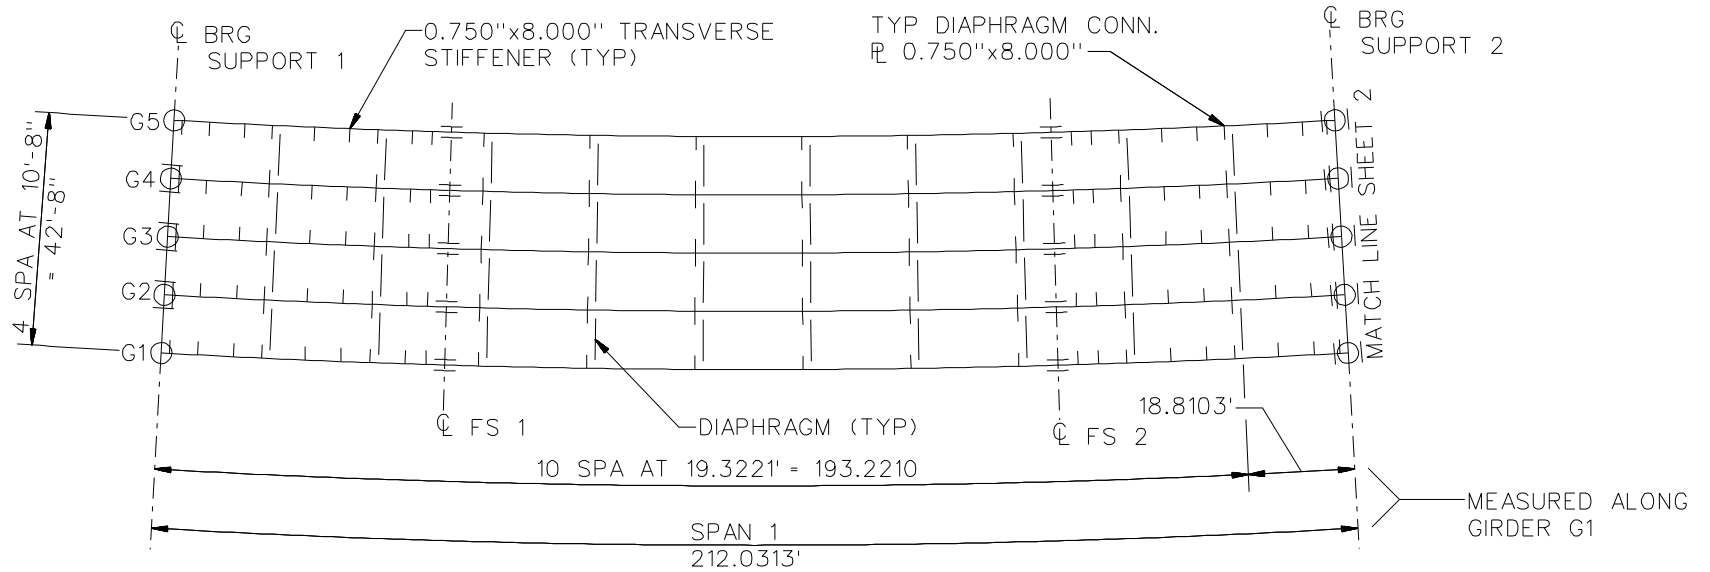 ℄ BRG
SUPPORT 1
0.750"x8.000" TRANSVERSE
STIFFENER (TYP)
TYP DIAPHRAGM CONN.
PL 0.750"x8.000"
℄ BRG
SUPPORT 2
4 SPA AT 10'-8"
= 42'-8"
G5
G4
G3
G2
G1
MATCH LINE SHEET 2
℄ FS 1
DIAPHRAGM (TYP)
℄ FS 2
18.8103'
10 SPA AT 19.3221' = 193.2210
MEASURED ALONG
GIRDER G1
SPAN 1
212.0313'